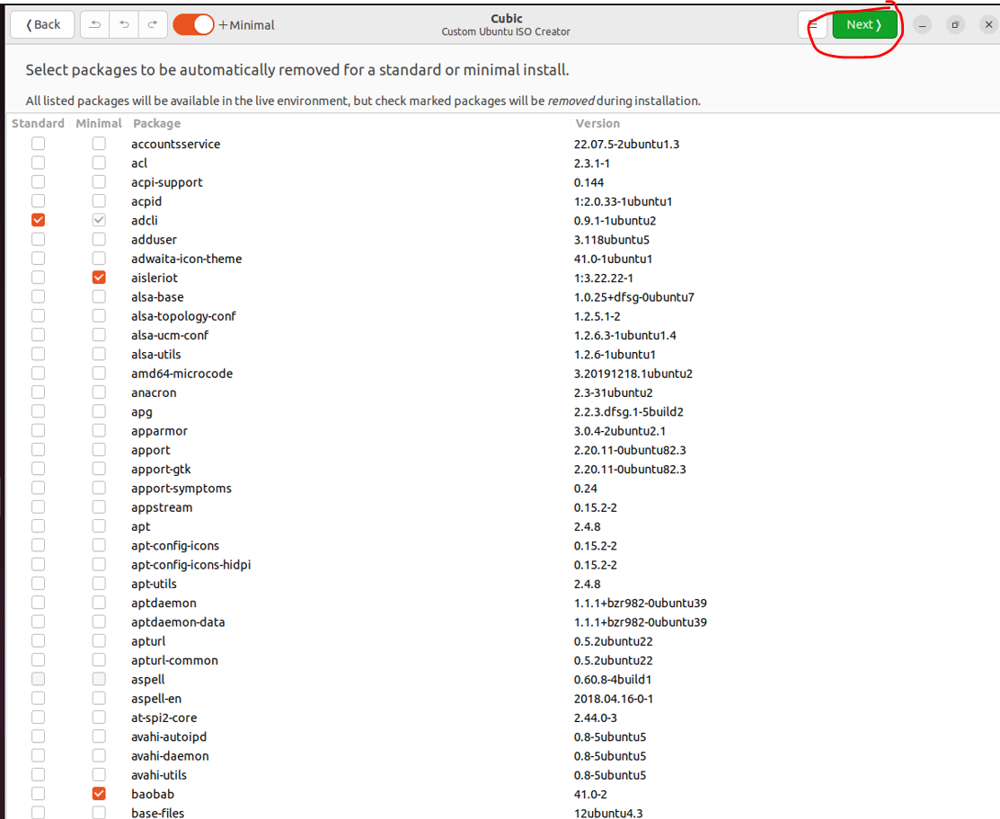 Back
Minimal
Cubic
Custom Ubuntu ISO Creator
Next
Select packages to be automatically removed for a standard or minimal install.
All listed packages will be available in the live environment, but check marked packages will be removed during installation.
Standard Minimal Package Version
accountsservice 22.07.5-2ubuntu1.3
acl 2.3.1-1
acpi-support 0.144
acpid 1:2.0.33-1ubuntu1
adcli 0.9.1-1ubuntu2
adduser 3.118ubuntu5
adwaita-icon-theme 41.0-1ubuntu1
aisleriot 1:3.22.22-1
alsa-base 1.0.25+dfsg-0ubuntu7
alsa-topology-conf 1.2.5.1-2
alsa-ucm-conf 1.2.6.3-1ubuntu1.4
alsa-utils 1.2.6-1ubuntu1
amd64-microcode 3.20191218.1ubuntu2
anacron 2.3-31ubuntu2
apg 2.2.3.dfsg.1-5build2
apparmor 3.0.4-2ubuntu2.1
apport 2.20.11-0ubuntu82.3
apport-gtk 2.20.11-0ubuntu82.3
apport-symptoms 0.24
appstream 0.15.2-2
apt 2.4.8
apt-config-icons 0.15.2-2
apt-config-icons-hidpi 0.15.2-2
apt-utils 2.4.8
aptdaemon 1.1.1+bzr982-0ubuntu39
aptdaemon-data 1.1.1+bzr982-0ubuntu39
apturl 0.5.2ubuntu22
apturl-common 0.5.2ubuntu22
aspell 0.60.8-4build1
aspell-en 2018.04.16-0-1
at-spi2-core 2.44.0-3
avahi-autoipd 0.8-5ubuntu5
avahi-daemon 0.8-5ubuntu5
avahi-utils 0.8-5ubuntu5
baobab 41.0-2
base-files 12ubuntu4.3